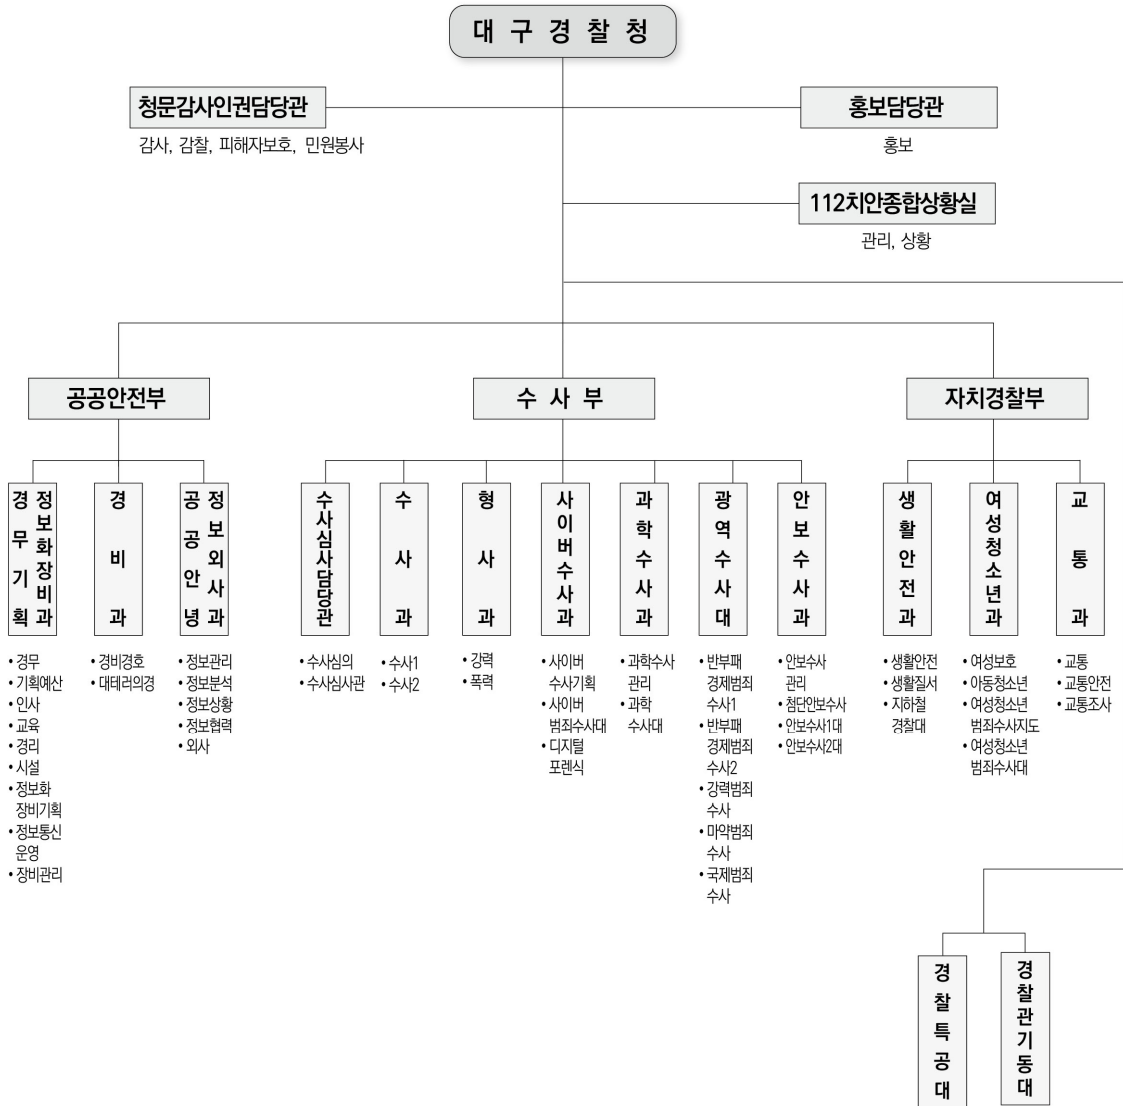 대구경찰청
청문감사인권담당관
감사, 감찰, 피해자보호, 민원봉사
홍보담당관
홍보
112치안종합상황실
관리, 상황
공공안전부
수사부
자치경찰부
경무기획
정보화장비과
• 경무
• 기획예산
• 인사
• 교육
• 경리
• 시설
• 정보화
장비기획
• 정보통신
운영
• 장비관리
경비과
• 경비경호
• 대테러의경
공공안녕
정보외사과
• 정보관리
• 정보분석
• 정보상황
• 정보협력
• 외사
수사심사담당관
• 수사심의
• 수사심사관
수사과
• 수사1
• 수사2
형사과
• 강력
• 폭력
사이버수사과
• 사이버
수사기획
• 사이버
범죄수사대
• 디지털
포렌식
과학수사과
• 과학수사
관리
• 과학
수사대
광역수사대
• 반부패
경제범죄
수사1
• 반부패
경제범죄
수사2
• 강력범죄
수사
• 마약범죄
수사
• 국제범죄
수사
안보수사과
• 안보수사
관리
• 첨단안보수사
• 안보수사1대
• 안보수사2대
생활안전과
• 생활안전
• 생활질서
• 지하철
경찰대
여성청소년과
• 여성보호
• 아동청소년
• 여성청소년
범죄수사지도
• 여성청소년
범죄수사대
교통과
• 교통
• 교통안전
• 교통조사
경찰특공대
경찰관기동대